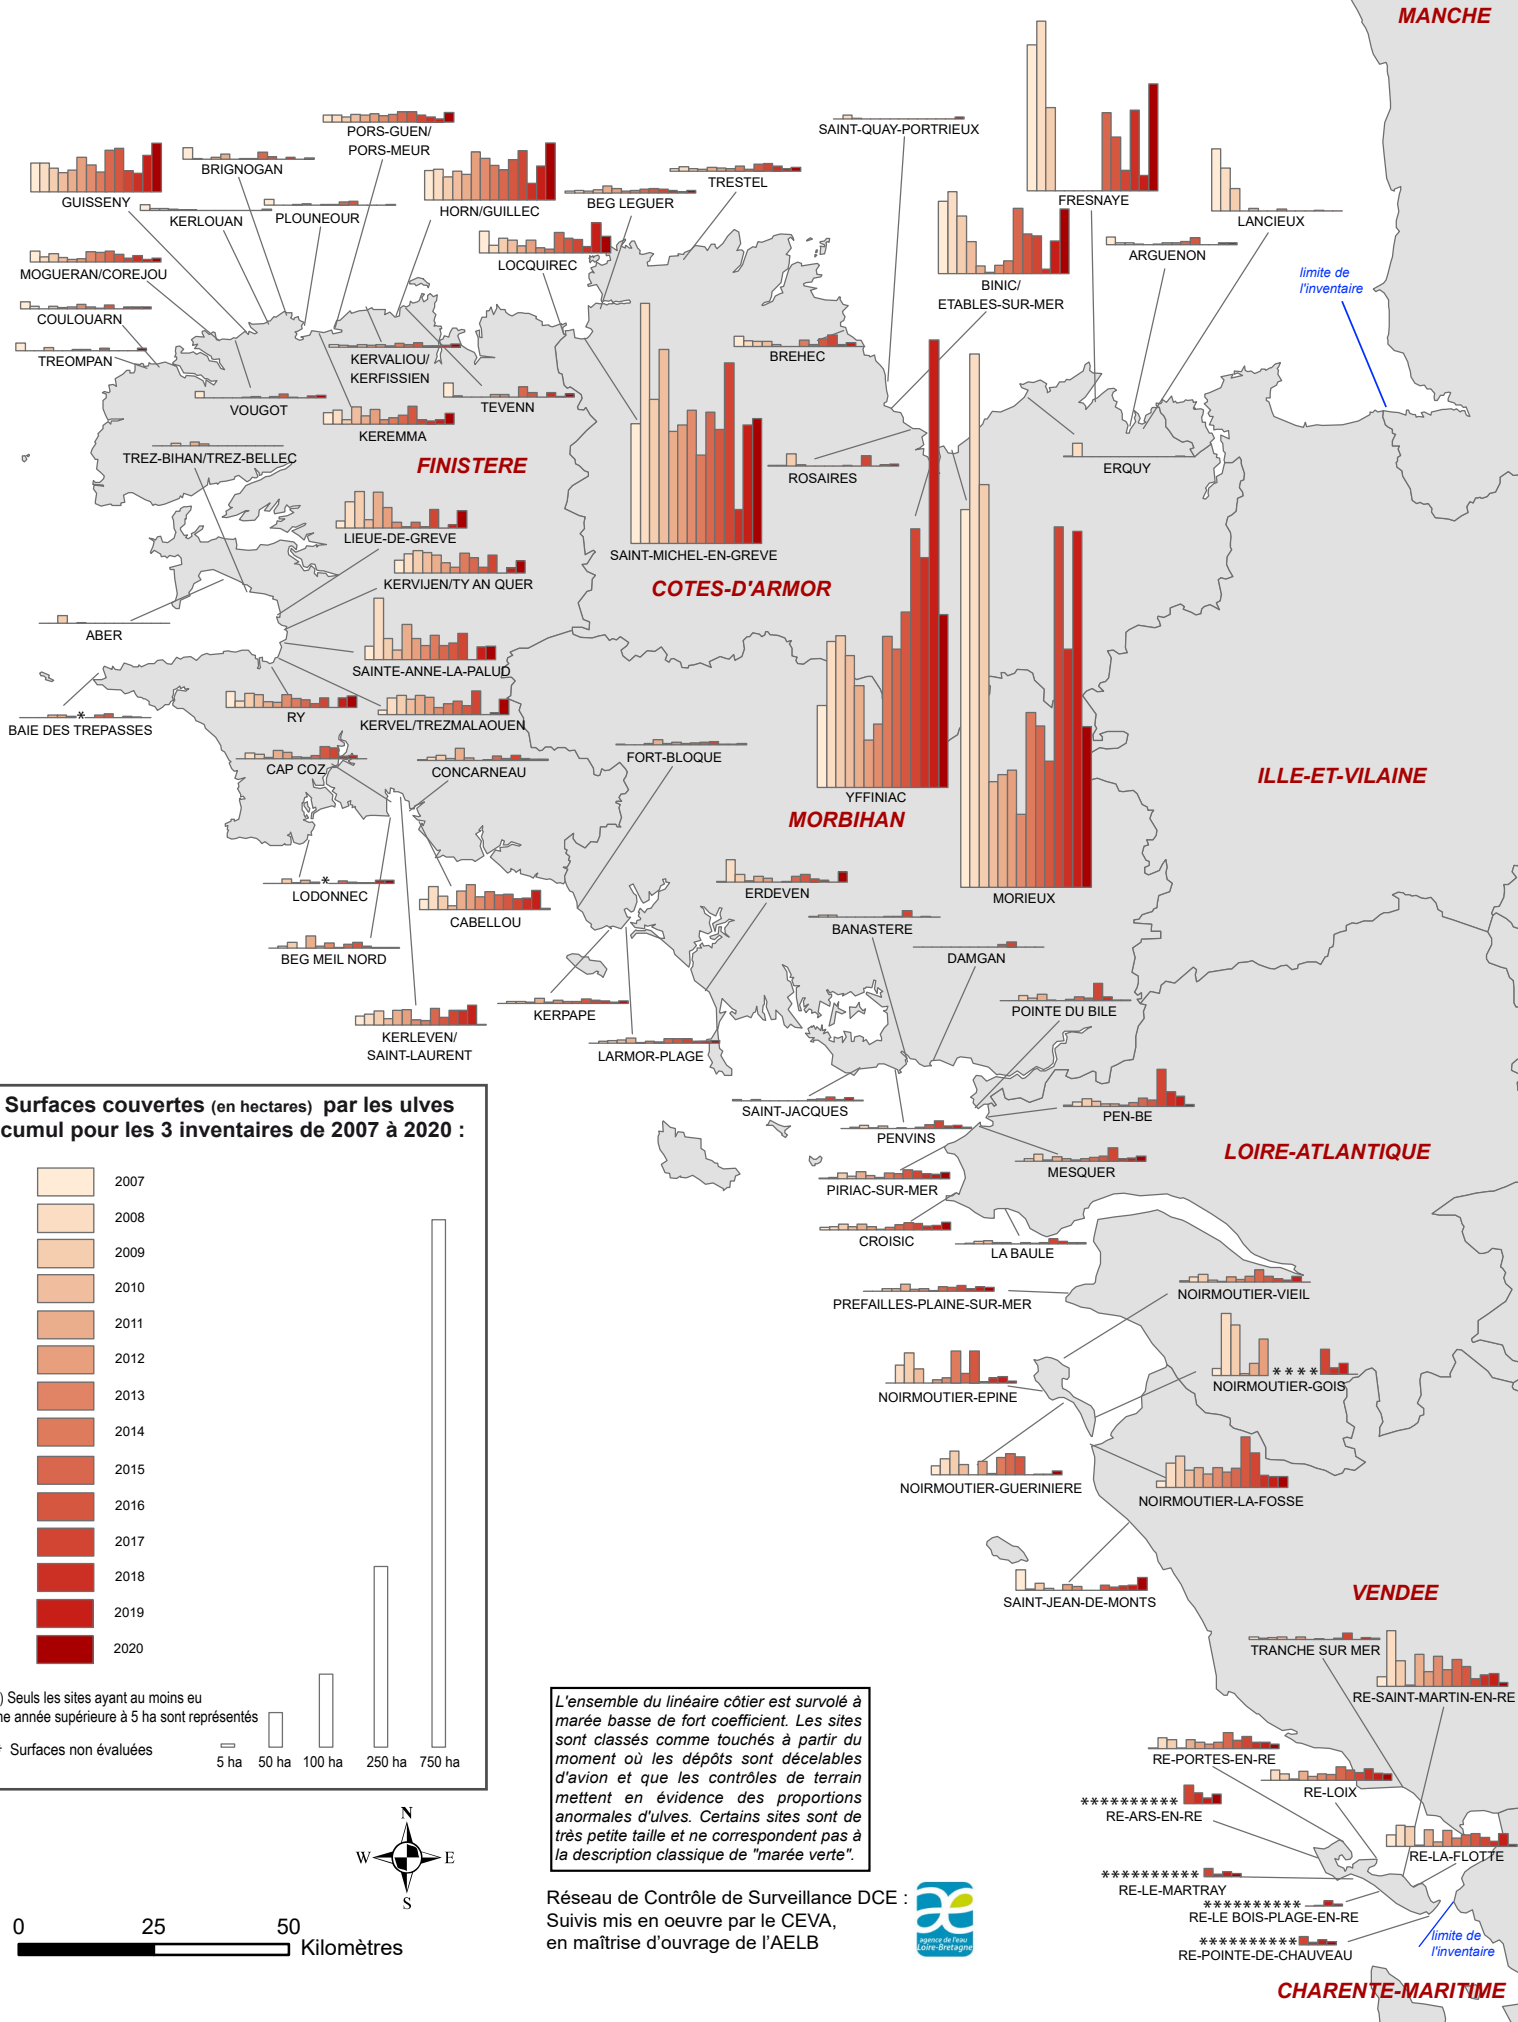 MANCHE
SAINT-QUAY-PORTRIEUX
PORS-GUEN/
PORS-MEUR
BRIGNOGAN
TRESTEL
GUISSENY
KERLOUAN
PLOUNEOUR
HORN/GUILLEC
BEG LEGUER
FRESNAYE
LANCIEUX
ARGUENON
MOGUERAN/COREJOU
LOCQUIREC
BINIC/
ETABLES-SUR-MER
limite de
l'inventaire
COULOUARN
TREOMPAN
KERVALIOU/
KERFISSIEN
BREHEC
VOUGOT
TEVENN
KEREMMA
TREZ-BIHAN/TREZ-BELLEC
FINISTERE
ROSAIRES
ERQUY
LIEUE-DE-GREVE
SAINT-MICHEL-EN-GREVE
KERVIJEN/TY AN QUER
COTES-D'ARMOR
ABER
SAINTE-ANNE-LA-PALUD
BAIE DES TREPASSES
*
RY
KERVEL/TREZMALAOUEN
CAP COZ
CONCARNEAU
FORT-BLOQUE
YFFINIAC
ILLE-ET-VILAINE
MORBIHAN
LODONNEC
*
CABELLOU
ERDEVEN
MORIEUX
BANASTERE
BEG MEIL NORD
DAMGAN
KERPAPE
POINTE DU BILE
KERLEVEN/
SAINT-LAURENT
LARMOR-PLAGE
SAINT-JACQUES
PEN-BE
PENVINS
LOIRE-ATLANTIQUE
MESQUER
PIRIAC-SUR-MER
CROISIC
LA BAULE
PREFAILLES-PLAINE-SUR-MER
NOIRMOUTIER-VIEIL
NOIRMOUTIER-EPINE
* * * *
NOIRMOUTIER-GOIS
NOIRMOUTIER-GUERINIERE
NOIRMOUTIER-LA-FOSSE
SAINT-JEAN-DE-MONTS
VENDEE
TRANCHE SUR MER
RE-SAINT-MARTIN-EN-RE
RE-PORTES-EN-RE
RE-LOIX
**********
RE-ARS-EN-RE
RE-LA-FLOTTE
**********
RE-LE-MARTRAY
**********
RE-LE BOIS-PLAGE-EN-RE
**********
RE-POINTE-DE-CHAUVEAU
limite de
l'inventaire
CHARENTE-MARITIME
Surfaces couvertes (en hectares) par les ulves
cumul pour les 3 inventaires de 2007 à 2020 :
2007
2008
2009
2010
2011
2012
2013
2014
2015
2016
2017
2018
2019
2020
) Seuls les sites ayant au moins eu
ne année supérieure à 5 ha sont représentés
* Surfaces non évaluées
5 ha 50 ha 100 ha 250 ha 750 ha
N
W E
S
0 25 50
Kilomètres
L'ensemble du linéaire côtier est survolé à
marée basse de fort coefficient. Les sites
sont classés comme touchés à partir du
moment où les dépôts sont décelables
d'avion et que les contrôles de terrain
mettent en évidence des proportions
anormales d'ulves. Certains sites sont de
très petite taille et ne correspondent pas à
la description classique de "marée verte".
Réseau de Contrôle de Surveillance DCE :
Suivis mis en oeuvre par le CEVA,
en maîtrise d'ouvrage de l'AELB
agence de l'eau
Loire-Bretagne